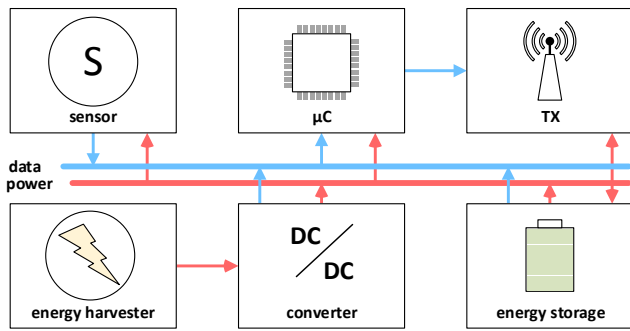 S
sensor
µC
TX
data
power
energy harvester
DC
DC
converter
energy storage